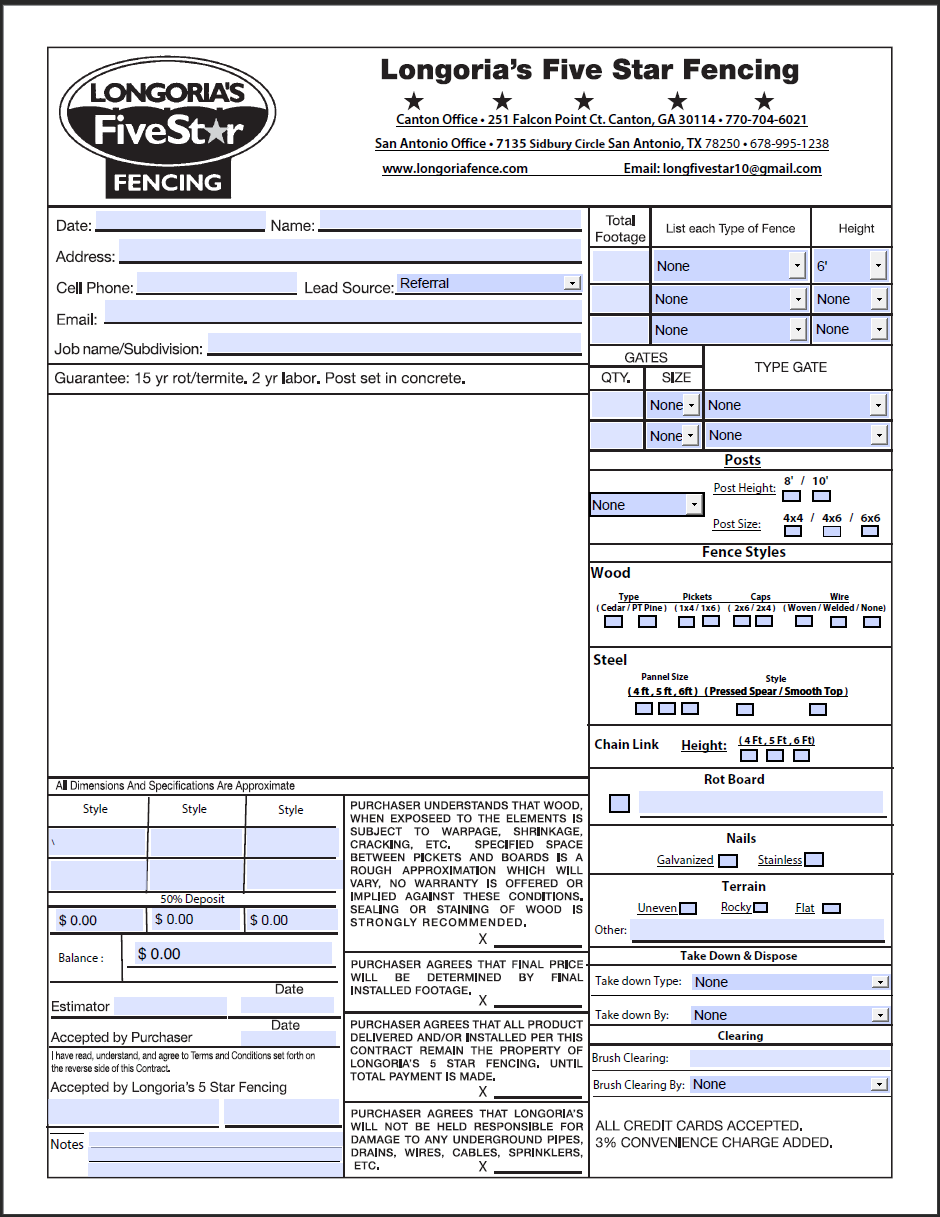 LONGORIA'S
FiveStar
FENCING
Longoria's Five Star Fencing
Canton Office • 251 Falcon Point Ct. Canton, GA 30114 • 770-704-6021
San Antonio Office • 7135 Sidbury Circle San Antonio, TX 78250 • 678-995-1238
www.longoriafence.com Email: longfivestar10@gmail.com
Date: Name:
Address:
Cell Phone: Lead Source: Referral
Email:
Job name/Subdivision:
Guarantee: 15 yr rot/termite. 2 yr labor. Post set in concrete.
All Dimensions And Specifications Are Approximate
Style Style Style
\
50% Deposit
$ 0.00 $ 0.00 $ 0.00
Balance : $ 0.00
Date
Estimator
Date
Accepted by Purchaser
I have read, understand, and agree to Terms and Conditions set forth on
the reverse side of this Contract.
Accepted by Longoria's 5 Star Fencing
Notes
PURCHASER UNDERSTANDS THAT WOOD,
WHEN EXPOSED TO THE ELEMENTS IS
SUBJECT TO WARPAGE, SHRINKAGE,
CRACKING, ETC. SPECIFIED SPACE
BETWEEN PICKETS AND BOARDS IS A
ROUGH APPROXIMATION WHICH WILL
VARY, NO WARRANTY IS OFFERED OR
IMPLIED AGAINST THESE CONDITIONS.
SEALING OR STAINING OF WOOD IS
STRONGLY RECOMMENDED.
X
PURCHASER AGREES THAT FINAL PRICE
WILL BE DETERMINED BY FINAL
INSTALLED FOOTAGE.
X
PURCHASER AGREES THAT ALL PRODUCT
DELIVERED AND/OR INSTALLED PER THIS
CONTRACT REMAIN THE PROPERTY OF
LONGORIA'S 5 STAR FENCING. UNTIL
TOTAL PAYMENT IS MADE.
X
PURCHASER AGREES THAT LONGORIA'S
WILL NOT BE HELD RESPONSIBLE FOR
DAMAGE TO ANY UNDERGROUND PIPES,
DRAINS, WIRES, CABLES, SPRINKLERS,
ETC. X
Total
Footage List each Type of Fence Height
None 6'
None None
None None
GATES TYPE GATE
QTY. SIZE
None None
None None
Posts
None
Post Height: 8' / 10'
Post Size: 4x4 / 4x6 / 6x6
Fence Styles
Wood
Type Pickets Caps Wire
( Cedar / PT Pine ) ( 1x4 / 1x6 ) ( 2x6 / 2x4 ) ( Woven / Welded / None)
Steel
Pannel Size Style
( 4 ft , 5 ft , 6ft ) ( Pressed Spear / Smooth Top )
Chain Link Height: ( 4 Ft , 5 Ft , 6 Ft)
Rot Board
Nails
Galvanized Stainless
Terrain
Uneven Rocky Flat
Other:
Take Down & Dispose
Take down Type: None
Take down By: None
Clearing
Brush Clearing:
Brush Clearing By: None
ALL CREDIT CARDS ACCEPTED.
3% CONVENIENCE CHARGE ADDED.